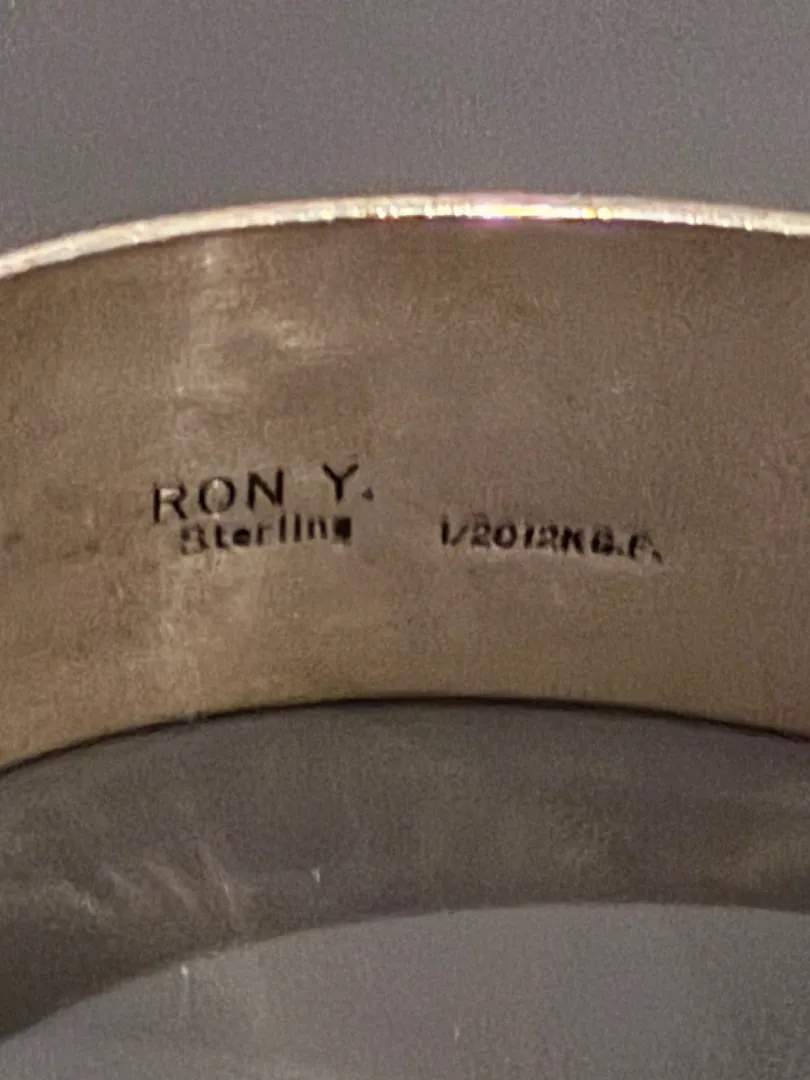 RON Y.
Sterling 1/2012KG.F.